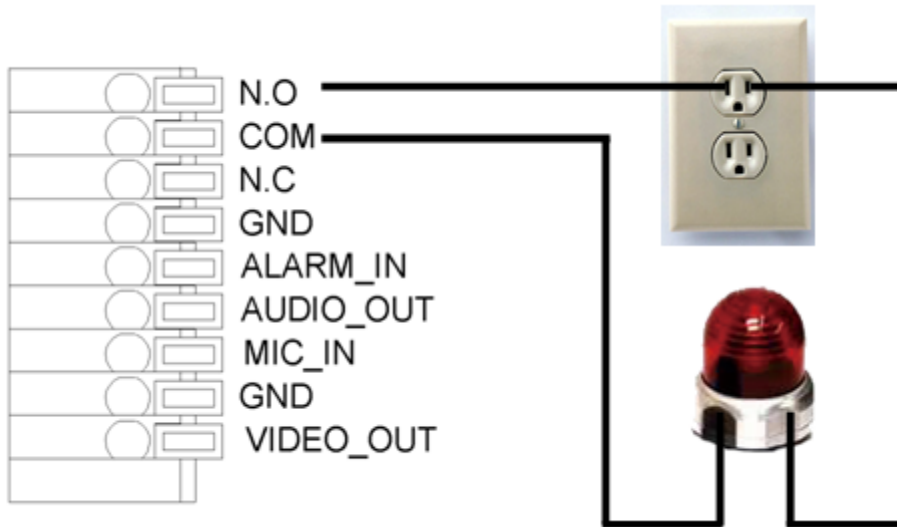 N.O
COM
N.C
GND
ALARM_IN
AUDIO_OUT
MIC_IN
GND
VIDEO_OUT